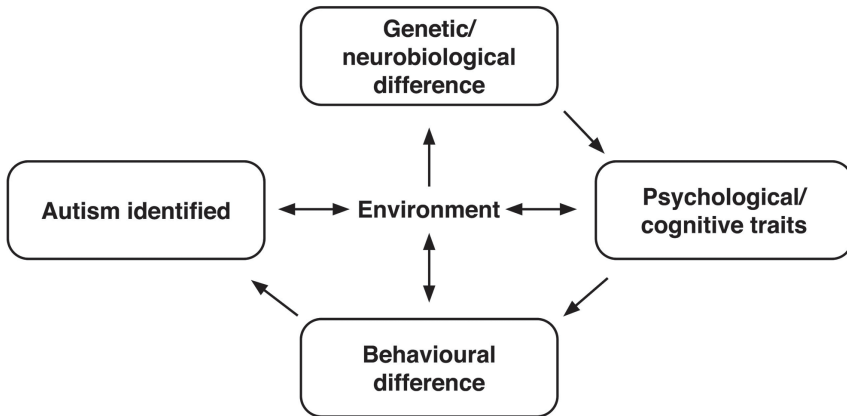 Genetic/
neurobiological
difference
Autism identified
Environment
Psychological/
cognitive traits
Behavioural
difference